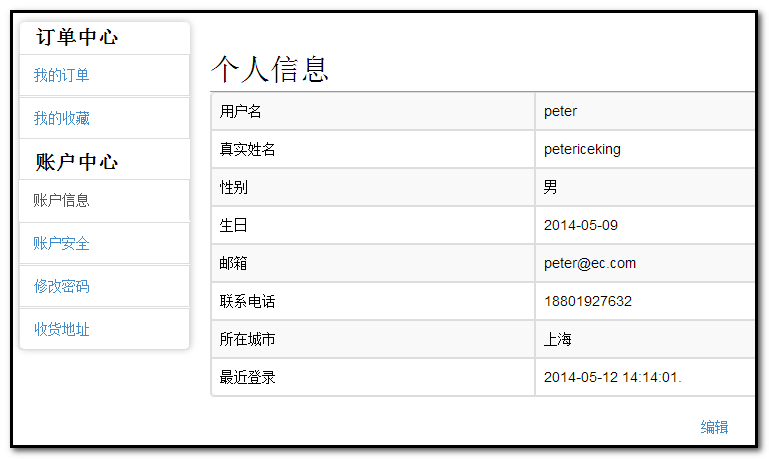 订单中心
我的订单
我的收藏
账户中心
账户信息
账户安全
修改密码
收货地址
个人信息
用户名 peter
真实姓名 petericeking
性别 男
生日 2014-05-09
邮箱 peter@ec.com
联系电话 18801927632
所在城市 上海
最近登录 2014-05-12 14:14:01.
编辑